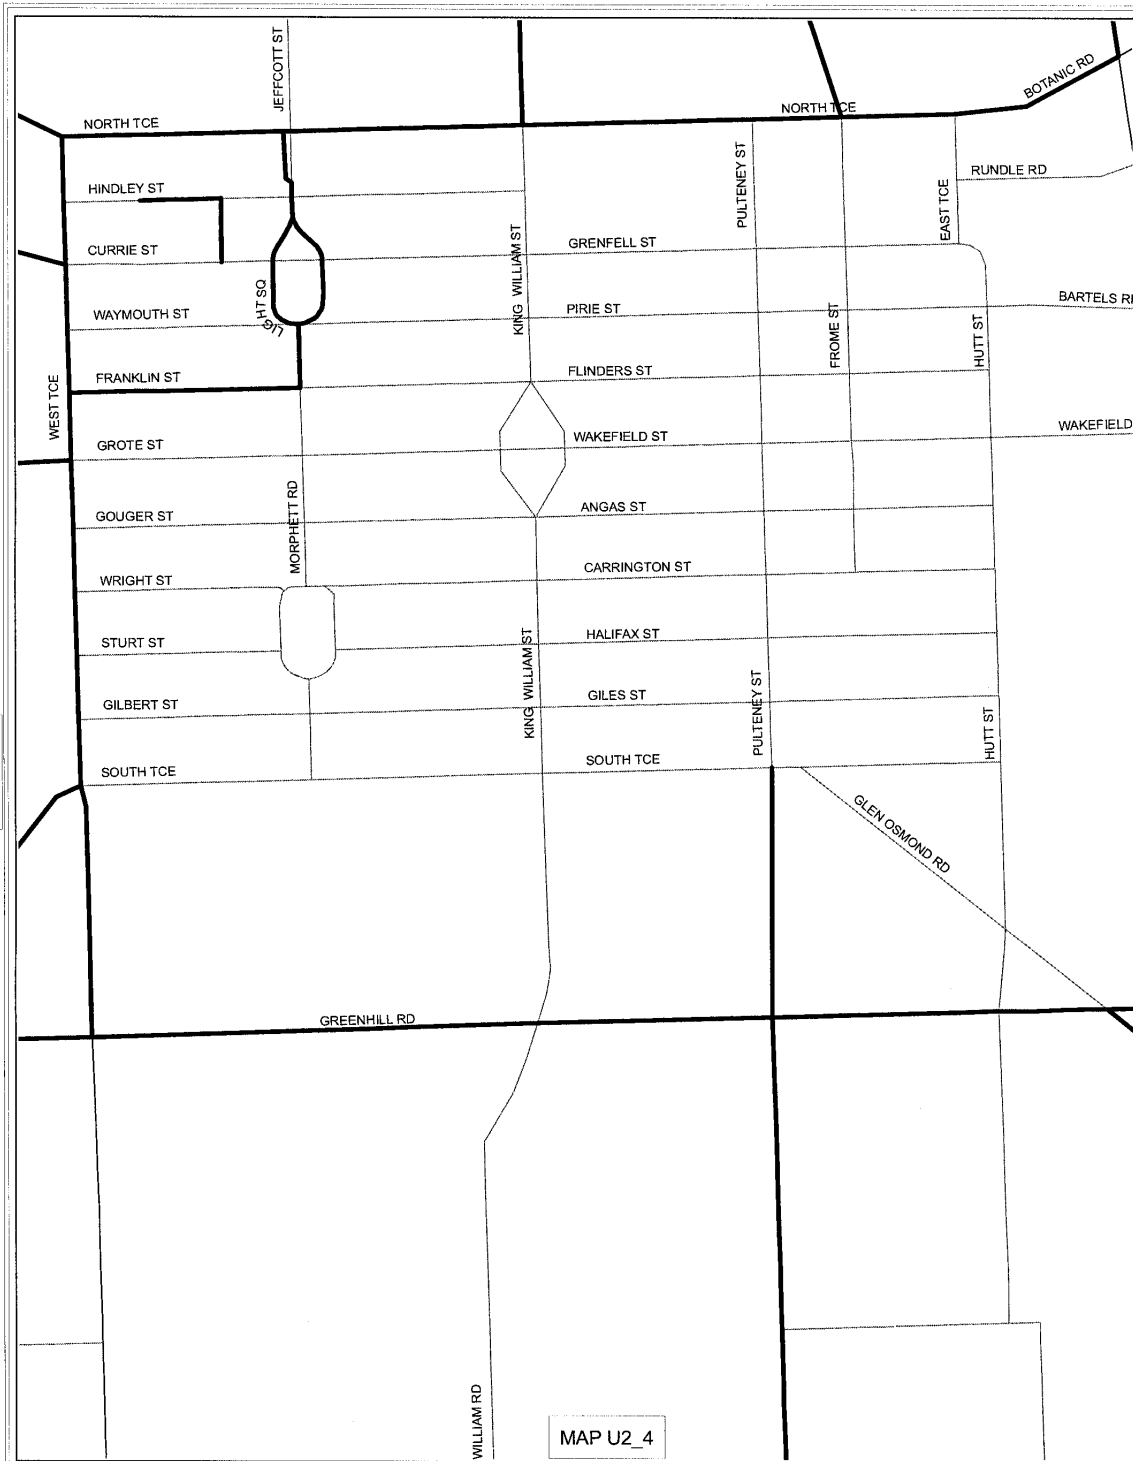 JEFFCOTT ST
BOTANIC RD
NORTH TCE
NORTH TCE
HINDLEY ST
PULTENEY ST
EAST TCE
RUNDLE RD
CURRIE ST
KING WILLIAM ST
GRENFELL ST
LIGHT SQ
WAYMOUTH ST
PIRIE ST
FROME ST
HUTT ST
BARTELS R
FRANKLIN ST
FLINDERS ST
WEST TCE
GROTE ST
WAKEFIELD ST
WAKEFIELD
GOUGER ST
MORPHETT RD
ANGAS ST
WRIGHT ST
CARRINGTON ST
STURT ST
KING WILLIAM ST
HALIFAX ST
GILBERT ST
GILES ST
PULTENEY ST
HUTT ST
SOUTH TCE
SOUTH TCE
GLEN OSMOND RD
GREENHILL RD
WILLIAM RD
MAP U2_4